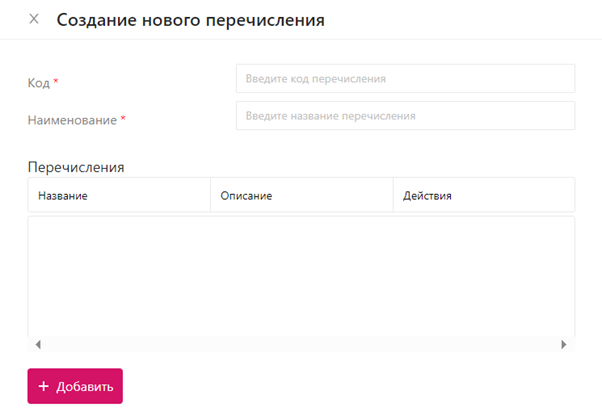 Создание нового перечисления
Код * Введите код перечисления
Наименование * Введите название перечисления
Перечисления
Название Описание Действия
+ Добавить